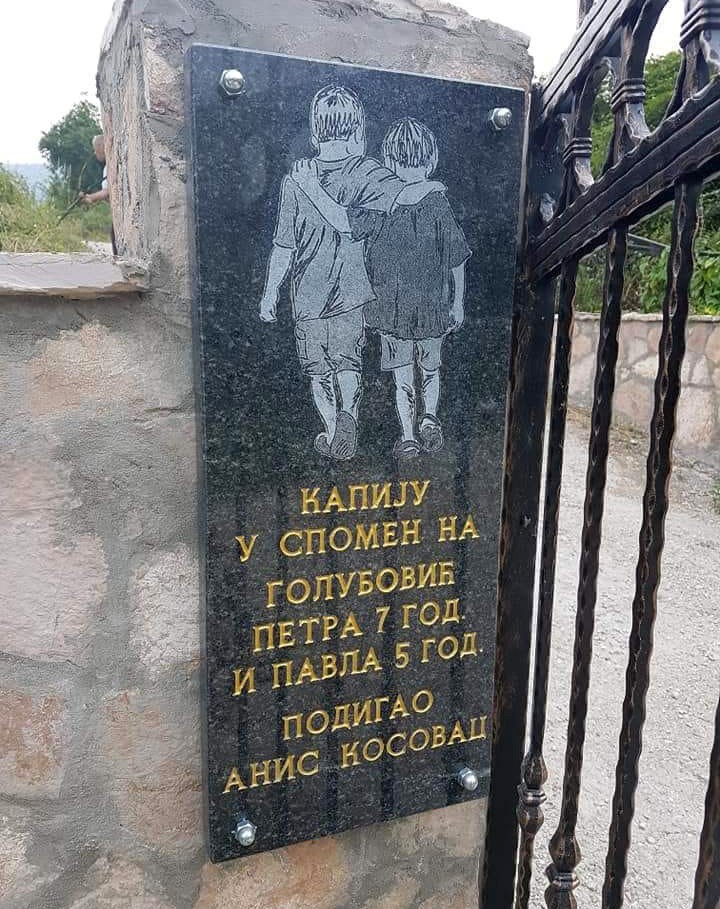 КАПИЈУ
У СПОМЕН НА
ГОЛУБОВИЋ
ПЕТРА 7 ГОД.
И ПАВЛА 5 ГОД.
ПОДИГАО
АНИС КОСОВАЦ